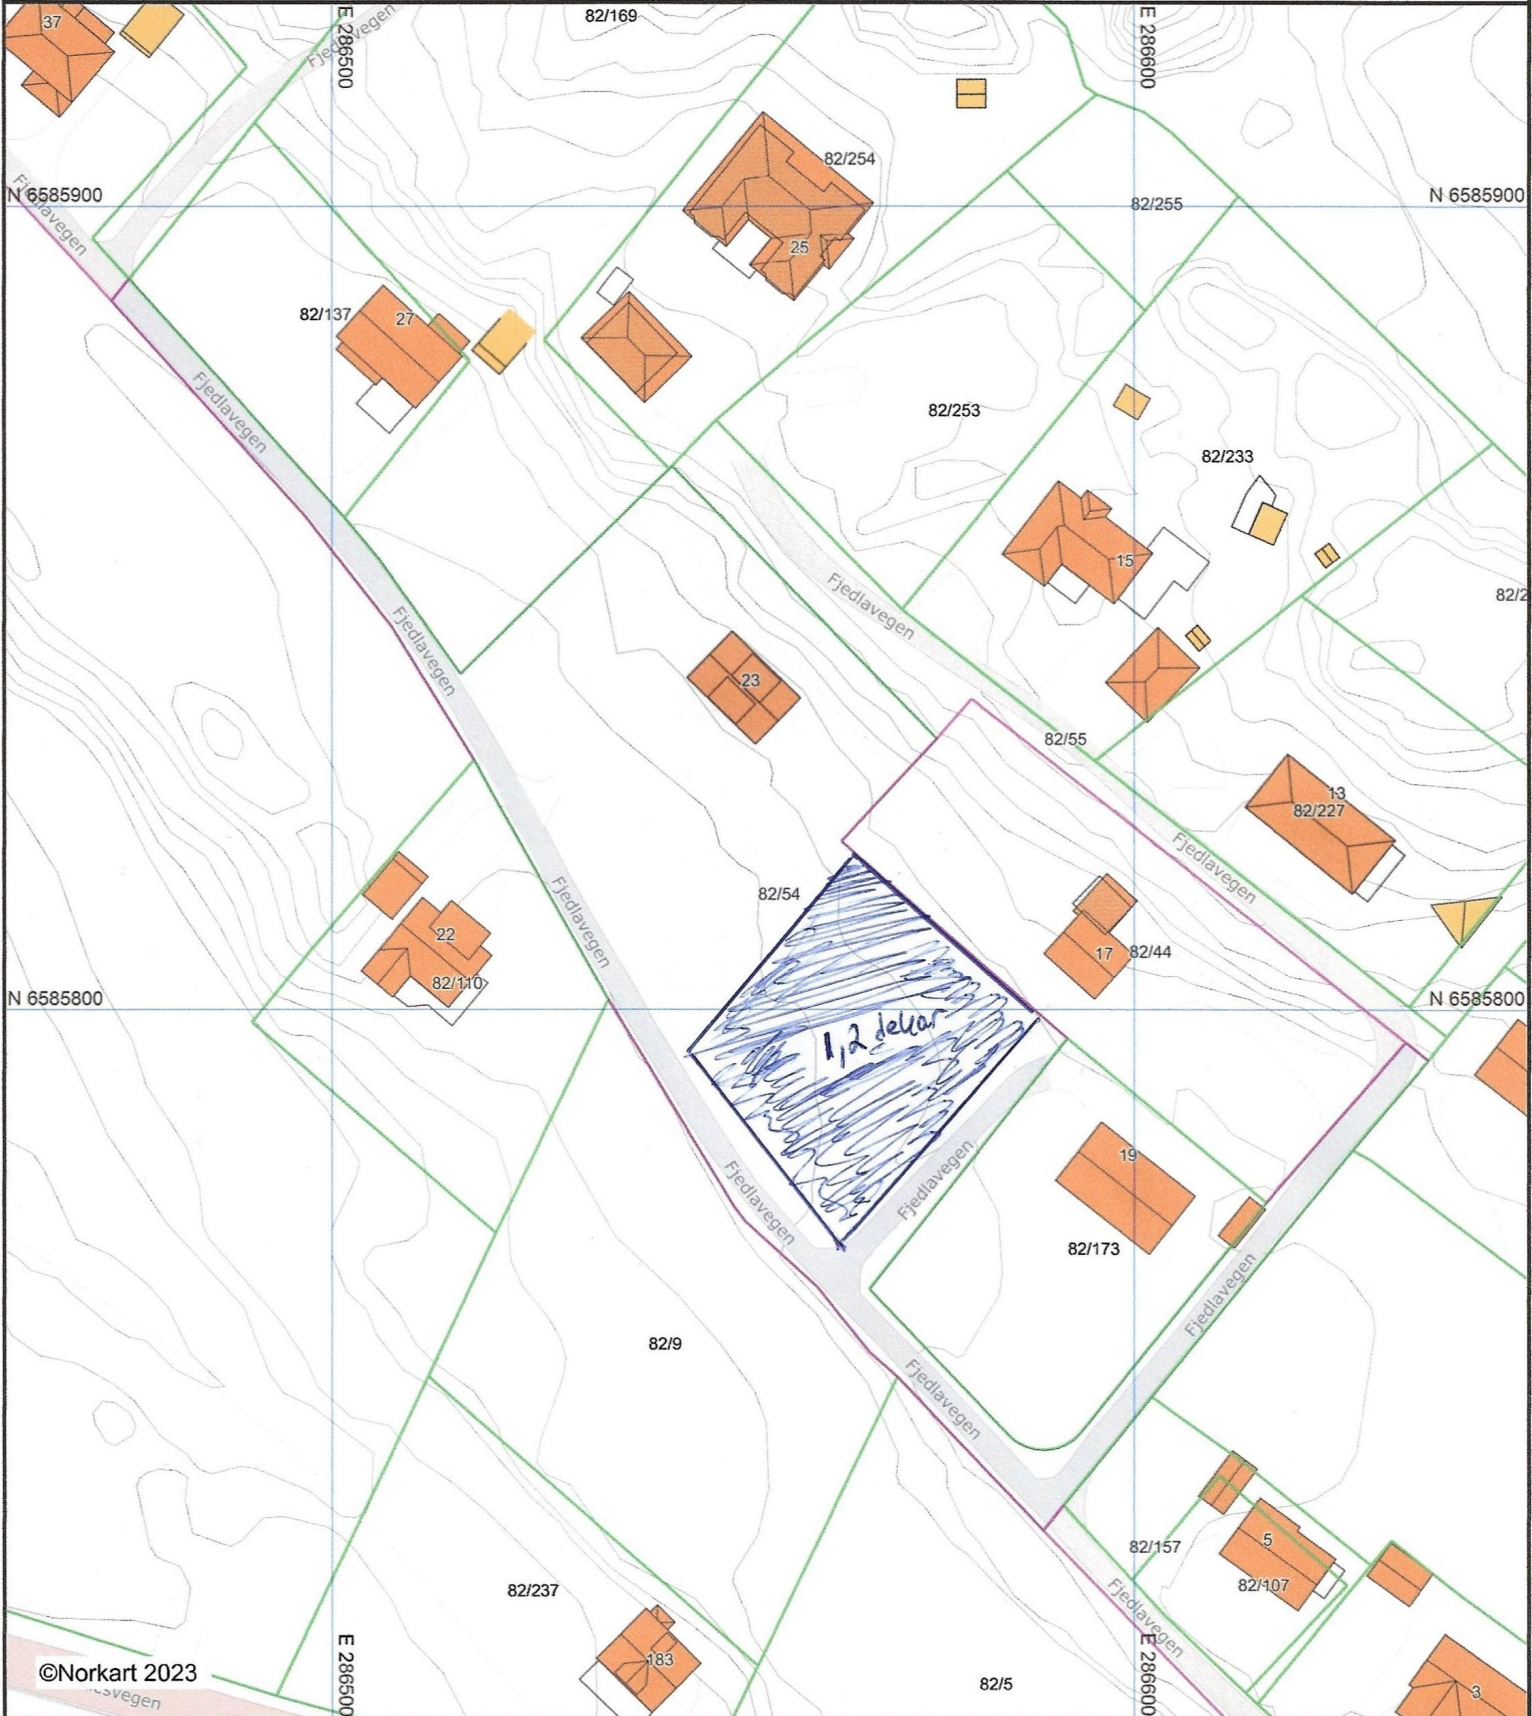 37
82/169
E 286500
E 286600
Fjedlavegen
82/254
Fjedlavegen
N 6585900
82/255
N 6585900
25
82/137
27
Fjedlavegen
82/253
82/233
15
Fjedlavegen
82/2
Fjedlavegen
23
82/55
13
82/227
Fjedlavegen
82/54
Fjedlavegen
22
17
82/44
82/110
N 6585800
N 6585800
1,2 dekar
19
Fjedlavegen
Fjedlavegen
82/173
Fjedlavegen
82/9
Fjedlavegen
5
82/157
82/107
82/237
Fjedlavegen
E 286500
E 286600
183
©Norkart 2023
82/5
svegen
3